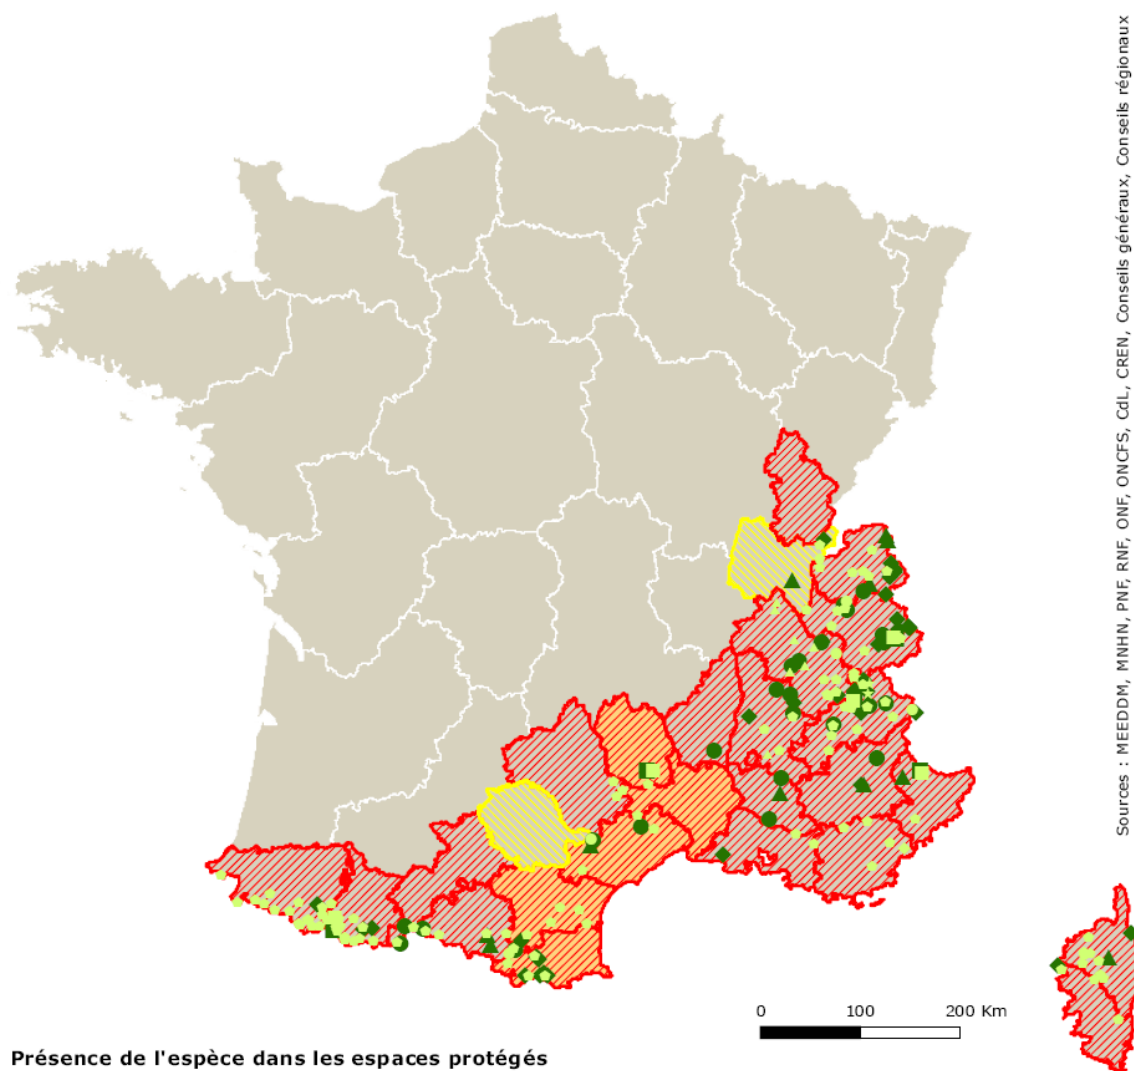 Sources : MEEDDM, MNHN, PNF, RNF, ONF, ONCFS, CdL, CREN, Conseils généraux, Conseils régionaux
0 100 200 Km
Présence de l'espèce dans les espaces protégés